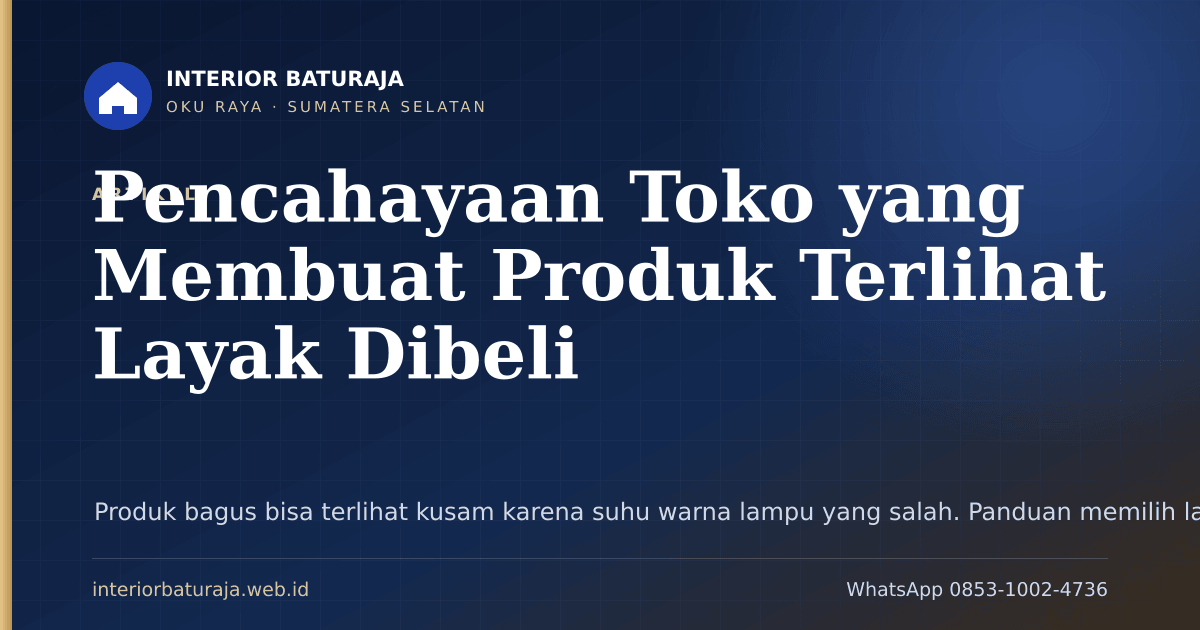 INTERIOR BATURAJA
OKU RAYA · SUMATERA SELATAN
ARTIKEL
Pencahayaan Toko yang
Membuat Produk Terlihat
Layak Dibeli
Produk bagus bisa terlihat kusam karena suhu warna lampu yang salah. Panduan memilih
interiorbaturaja.web.id
WhatsApp 0853-1002-4736